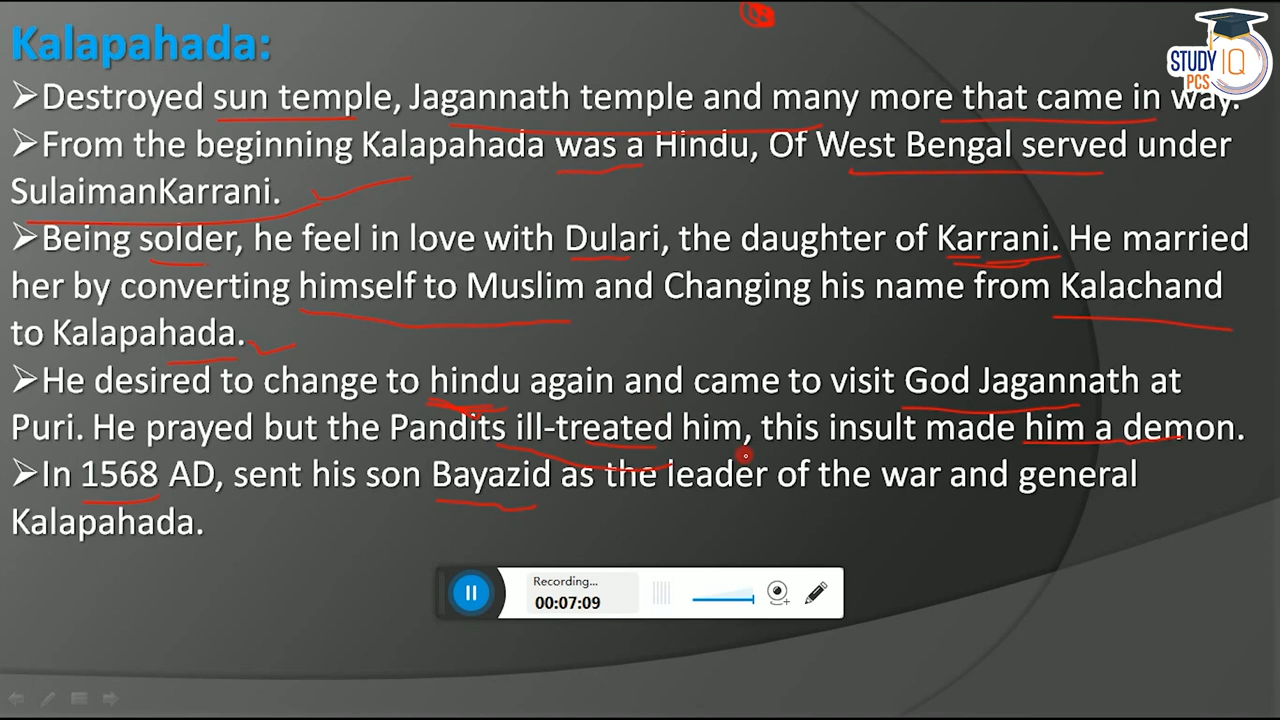 Kalapahada:
STUDY IQ
PCS
➢Destroyed sun temple, Jagannath temple and many more that came in way.
➢From the beginning Kalapahada was a Hindu, Of West Bengal served under
SulaimanKarrani.
➢Being solder, he feel in love with Dulari, the daughter of Karrani. He married
her by converting himself to Muslim and Changing his name from Kalachand
to Kalapahada.
➢He desired to change to hindu again and came to visit God Jagannath at
Puri. He prayed but the Pandits ill-treated him, this insult made him a demon.
➢In 1568 AD, sent his son Bayazid as the leader of the war and general
Kalapahada.
Recording...
00:07:09